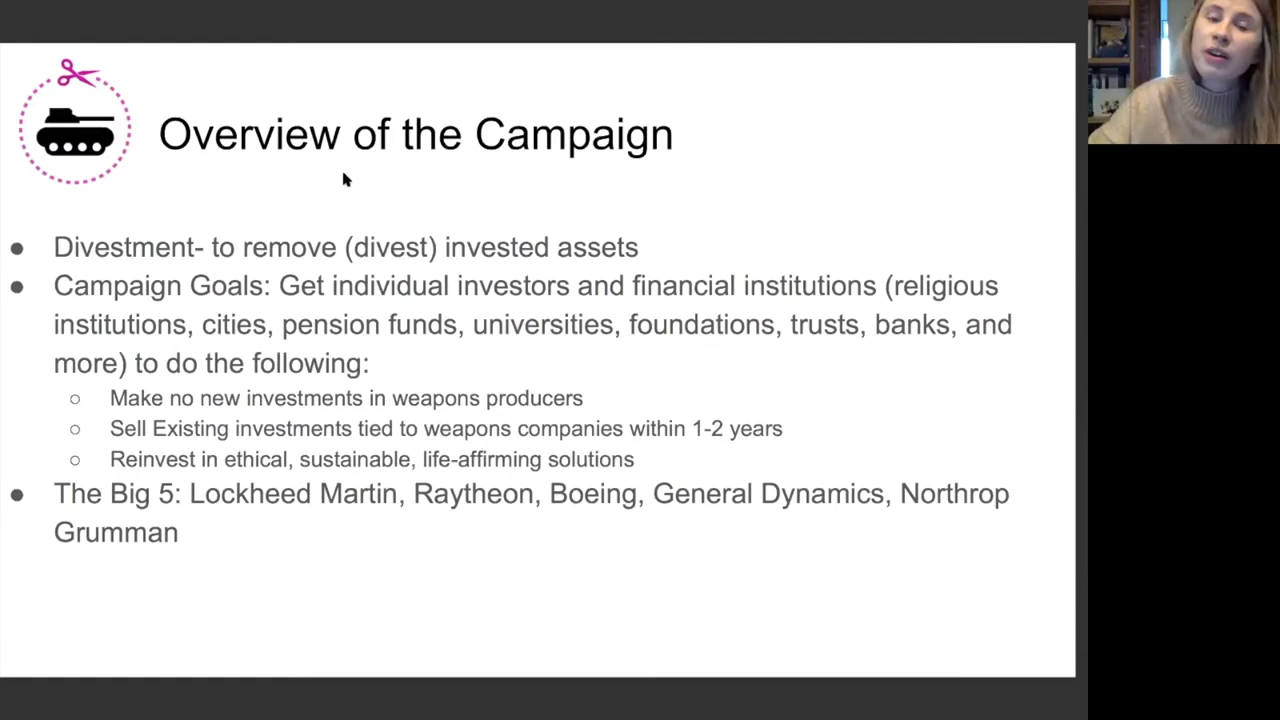 Overview of the Campaign
● Divestment- to remove (divest) invested assets
● Campaign Goals: Get individual investors and financial institutions (religious
institutions, cities, pension funds, universities, foundations, trusts, banks, and
more) to do the following:
○ Make no new investments in weapons producers
○ Sell Existing investments tied to weapons companies within 1-2 years
○ Reinvest in ethical, sustainable, life-affirming solutions
● The Big 5: Lockheed Martin, Raytheon, Boeing, General Dynamics, Northrop
Grumman